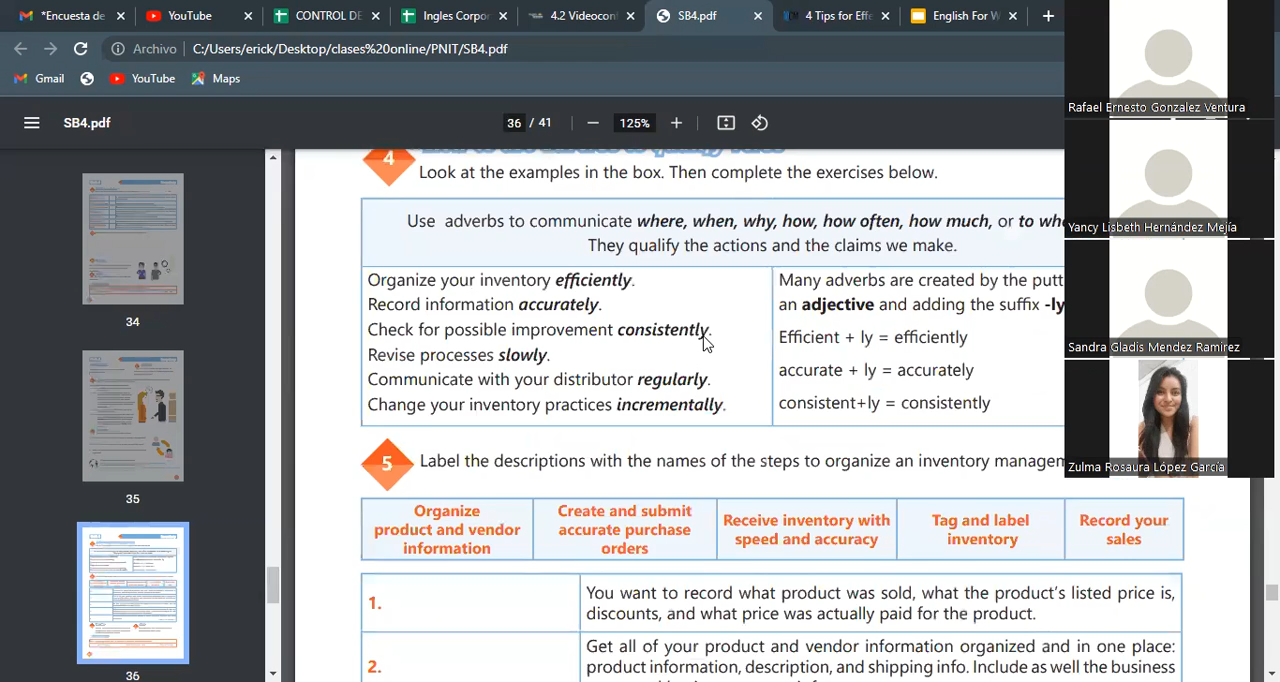 *Encuesta de
YouTube
CONTROL DE
Ingles Corpo
4.2 Videocon
SB4.pdf
4 Tips for Effe
English For W
Archivo
C:/Users/erick/Desktop/clases%20online/PNIT/SB4.pdf
Gmail
YouTube
Maps
SB4.pdf
36 / 41
125%
34
35
36
4
Look at the examples in the box. Then complete the exercises below.
Use adverbs to communicate where, when, why, how, how often, how much, or to
They qualify the actions and the claims we make.
Organize your inventory efficiently.
Record information accurately.
Check for possible improvement consistently.
Revise processes slowly.
Communicate with your distributor regularly.
Change your inventory practices incrementally.
Many adverbs are created by the
an adjective and adding the suffix -ly
Efficient + ly = efficiently
accurate + ly = accurately
consistent+ly = consistently
5
Label the descriptions with the names of the steps to organize an inventory
Organize
product and vendor
information
Create and submit
accurate purchase
orders
Receive inventory with
speed and accuracy
Tag and label
inventory
Record your
sales
1.
You want to record what product was sold, what the product's listed price is,
discounts, and what price was actually paid for the product.
2.
Get all of your product and vendor information organized and in one place:
product information, description, and shipping info. Include as well the business
Rafael Ernesto Gonzalez Ventura
Yancy Lisbeth Hernández Mejía
Sandra Gladis Mendez Ramirez
Zulma Rosaura López García